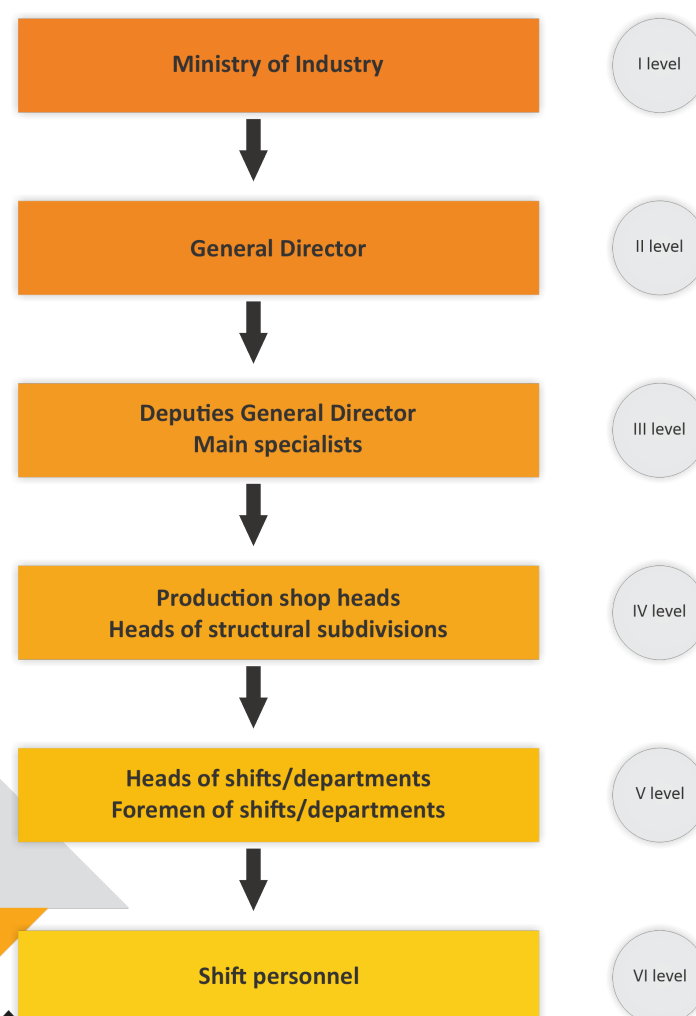 Ministry of Industry
I level
General Director
II level
Deputies General Director
Main specialists
III level
Production shop heads
Heads of structural subdivisions
IV level
Heads of shifts/departments
Foremen of shifts/departments
V level
Shift personnel
VI level